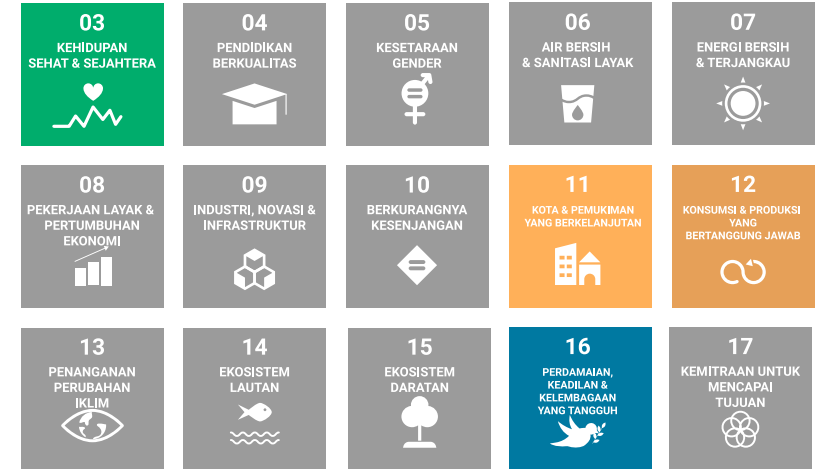 03
KEHIDUPAN
SEHAT & SEJAHTERA
04
PENDIDIKAN
BERKUALITAS
05
KESETARAAN
GENDER
06
AIR BERSIH
& SANITASI LAYAK
07
ENERGI BERSIH
& TERJANGKAU
08
PEKERJAAN LAYAK &
PERTUMBUHAN
EKONOMI
09
INDUSTRI, NOVASI &
INFRASTRUKTUR
10
BERKURANGNYA
KESENJANGAN
11
KOTA & PEMUKIMAN
YANG BERKELANJUTAN
12
KONSUMSI & PRODUKSI
YANG
BERTANGGUNG JAWAB
13
PENANGANAN
PERUBAHAN
IKLIM
14
EKOSISTEM
LAUTAN
15
EKOSISTEM
DARATAN
16
PERDAMAIAN,
KEADILAN &
KELEMBAGAAN
YANG TANGGUH
17
KEMITRAAN UNTUK
MENCAPAI
TUJUAN